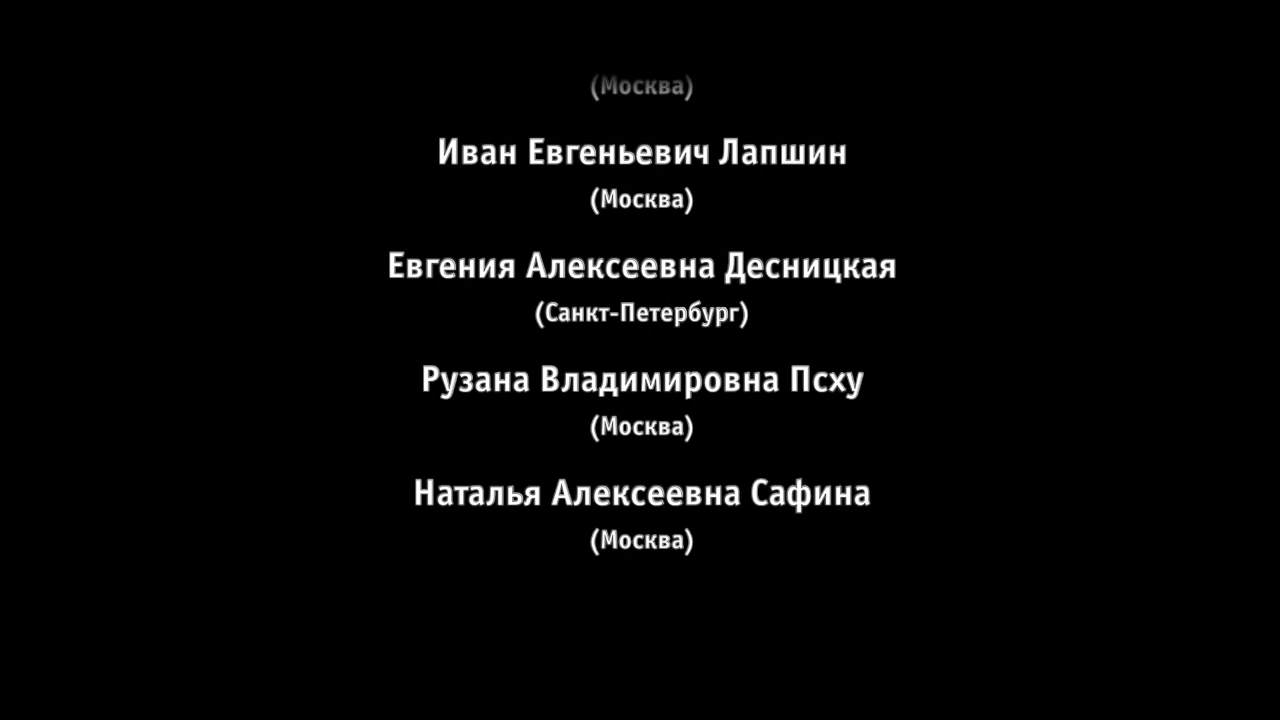 (Москва)
Иван Евгеньевич Лапшин
(Москва)
Евгения Алексеевна Десницкая
(Санкт-Петербург)
Рузана Владимировна Псху
(Москва)
Наталья Алексеевна Сафина
(Москва)